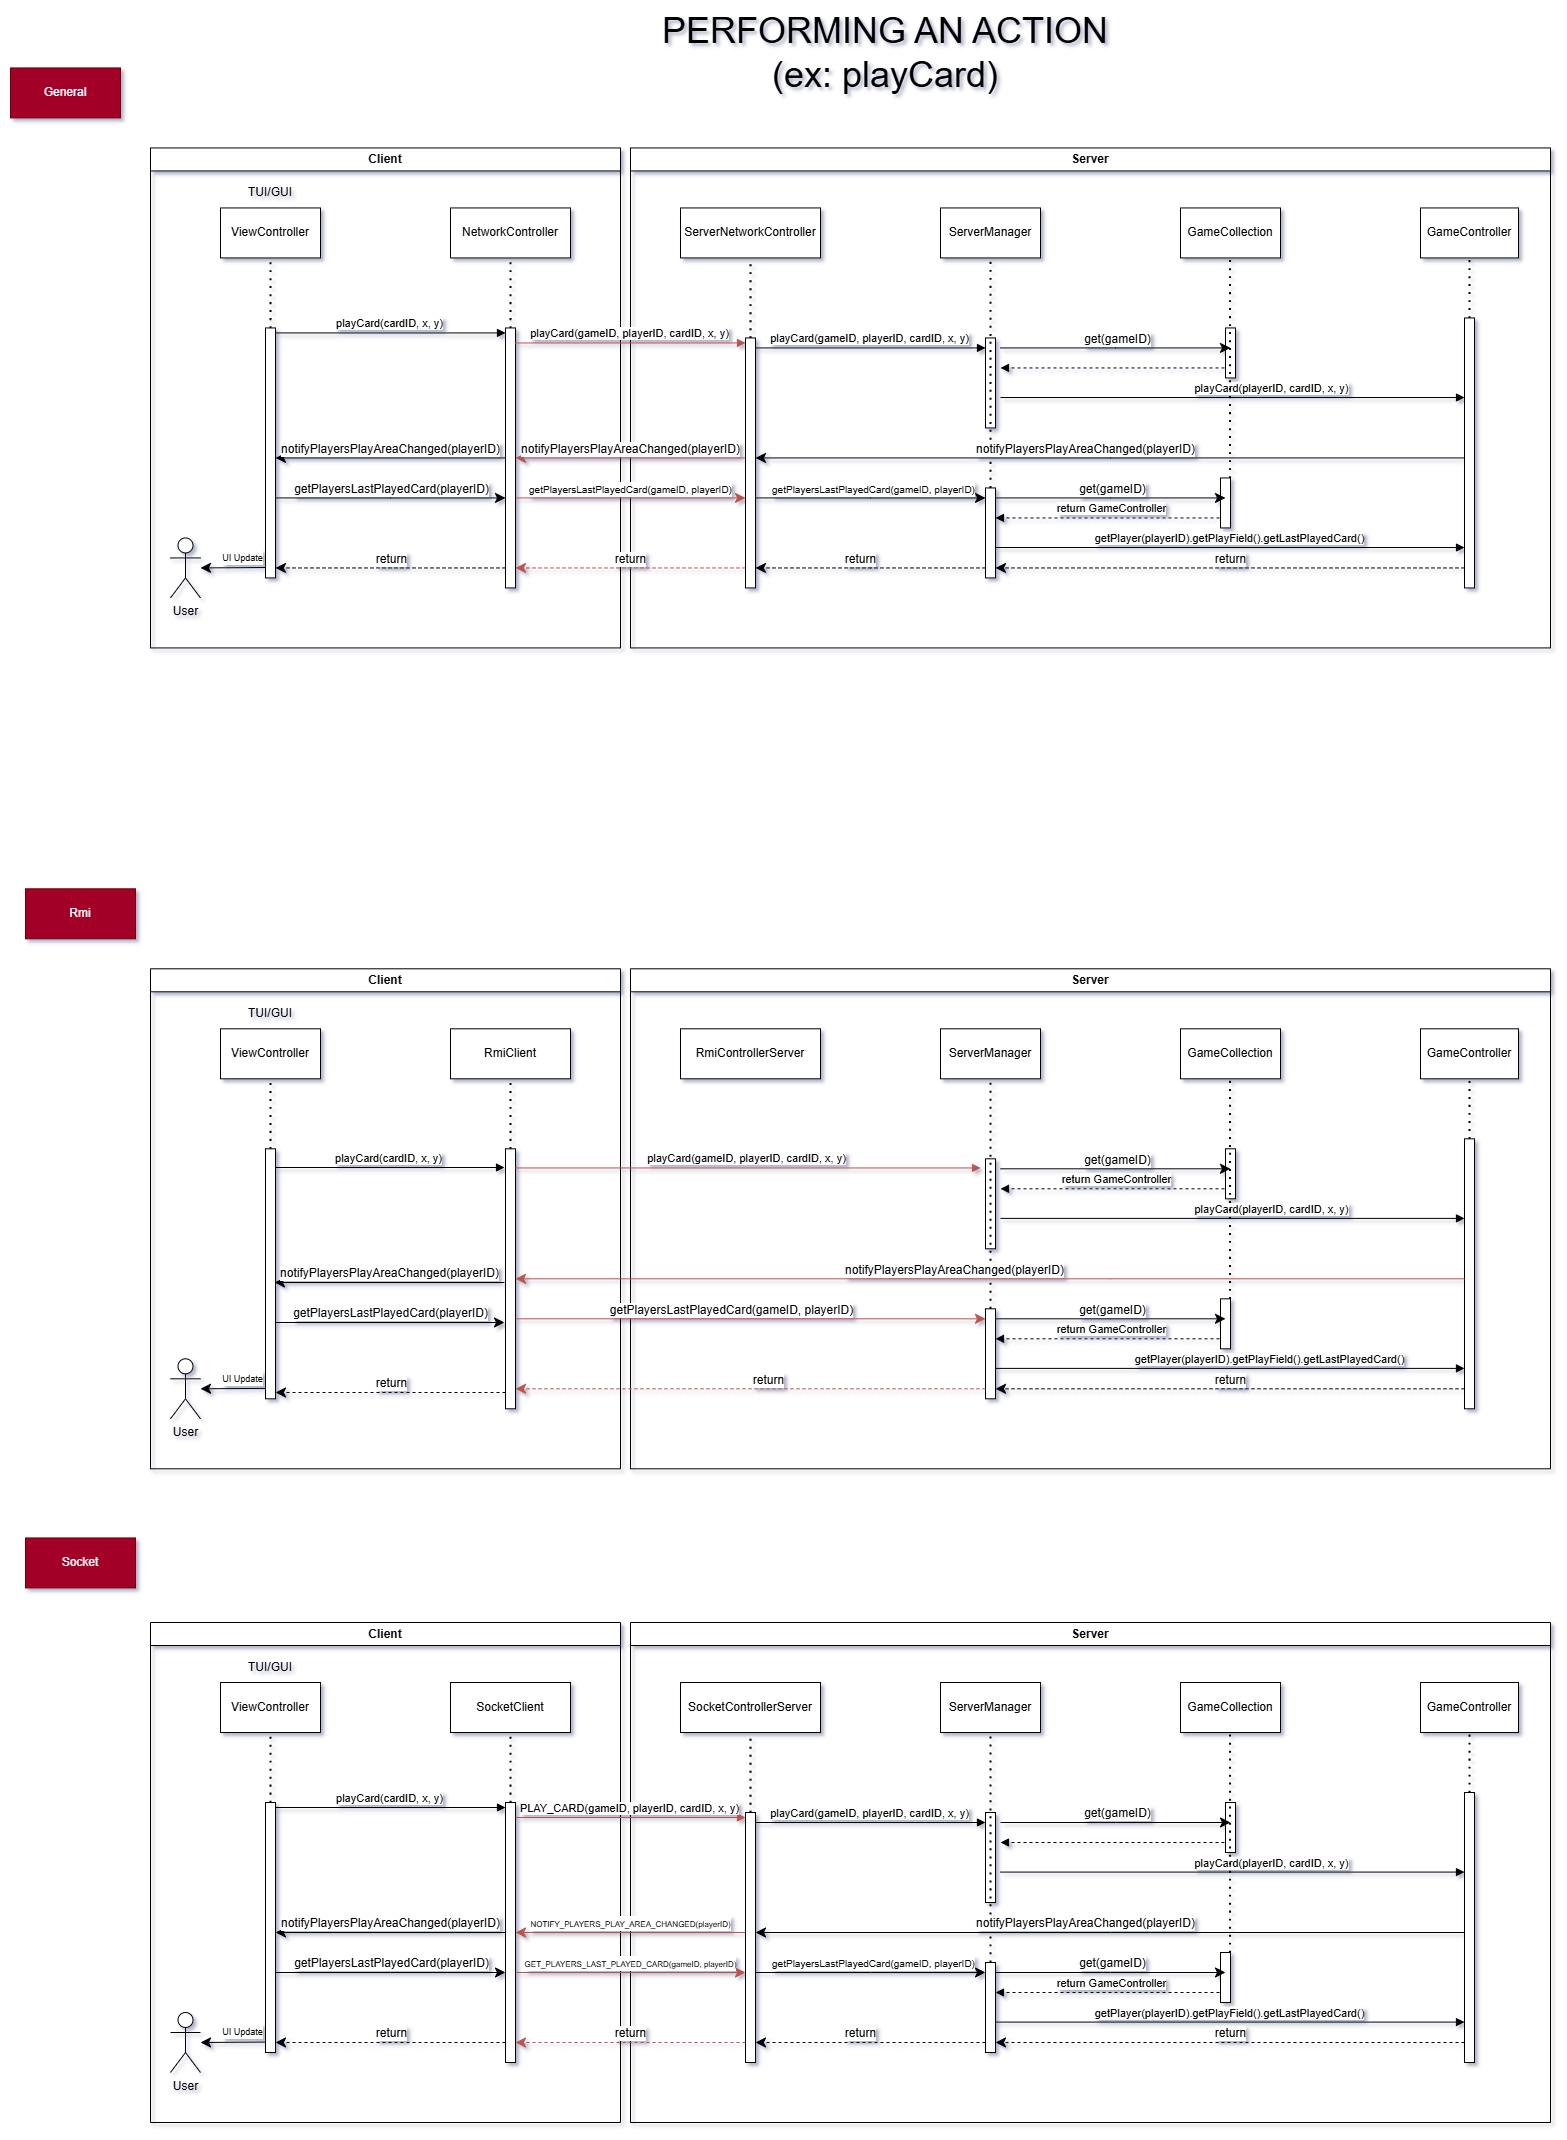 PERFORMING AN ACTION
(ex: playCard)
General
Client
Server
TUI/GUI
ViewController
NetworkController
ServerNetworkController
ServerManager
GameCollection
GameController
playCard(cardID, x, y)
playCard(gameID, playerID, cardID, x, y)
playCard(gameID, playerID, cardID, x, y)
get(gameID)
playCard(playerID, cardID, x, y)
notifyPlayersPlayAreaChanged(playerID)
notifyPlayersPlayAreaChanged(playerID)
notifyPlayersPlayAreaChanged(playerID)
getPlayersLastPlayedCard(playerID)
getPlayersLastPlayedCard(gameID, playerID)
getPlayersLastPlayedCard(gameID, playerID)
get(gameID)
return GameController
getPlayer(playerID).getPlayField().getLastPlayedCard()
UI Update
return
return
return
return
User
Rmi
Client
Server
TUI/GUI
ViewController
RmiClient
RmiControllerServer
ServerManager
GameCollection
GameController
playCard(cardID, x, y)
playCard(gameID, playerID, cardID, x, y)
get(gameID)
return GameController
playCard(playerID, cardID, x, y)
notifyPlayersPlayAreaChanged(playerID)
notifyPlayersPlayAreaChanged(playerID)
getPlayersLastPlayedCard(playerID)
getPlayersLastPlayedCard(gameID, playerID)
get(gameID)
return GameController
getPlayer(playerID).getPlayField().getLastPlayedCard()
UI Update
return
return
return
User
Socket
Client
Server
TUI/GUI
ViewController
SocketClient
SocketControllerServer
ServerManager
GameCollection
GameController
playCard(cardID, x, y)
PLAY_CARD(gameID, playerID, cardID, x, y)
playCard(gameID, playerID, cardID, x, y)
get(gameID)
playCard(playerID, cardID, x, y)
notifyPlayersPlayAreaChanged(playerID)
NOTIFY_PLAYERS_PLAY_AREA_CHANGED(playerID)
notifyPlayersPlayAreaChanged(playerID)
getPlayersLastPlayedCard(playerID)
GET_PLAYERS_LAST_PLAYED_CARD(gameID, playerID)
getPlayersLastPlayedCard(gameID, playerID)
get(gameID)
return GameController
getPlayer(playerID).getPlayField().getLastPlayedCard()
UI Update
return
return
return
return
User